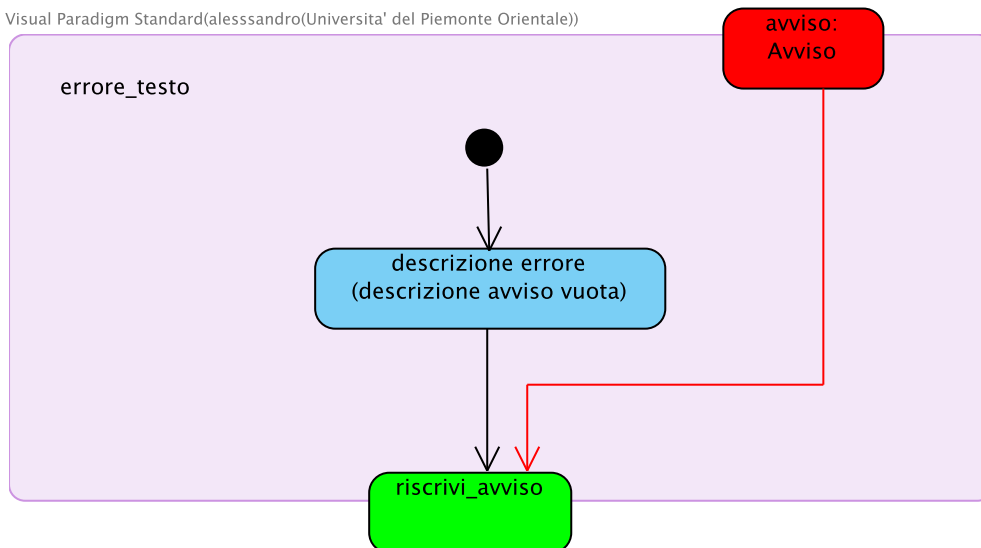 Visual Paradigm Standard(alesssandro(Universita' del Piemonte Orientale))
avviso:
Avviso
errore_testo
descrizione errore
(descrizione avviso vuota)
riscrivi_avviso